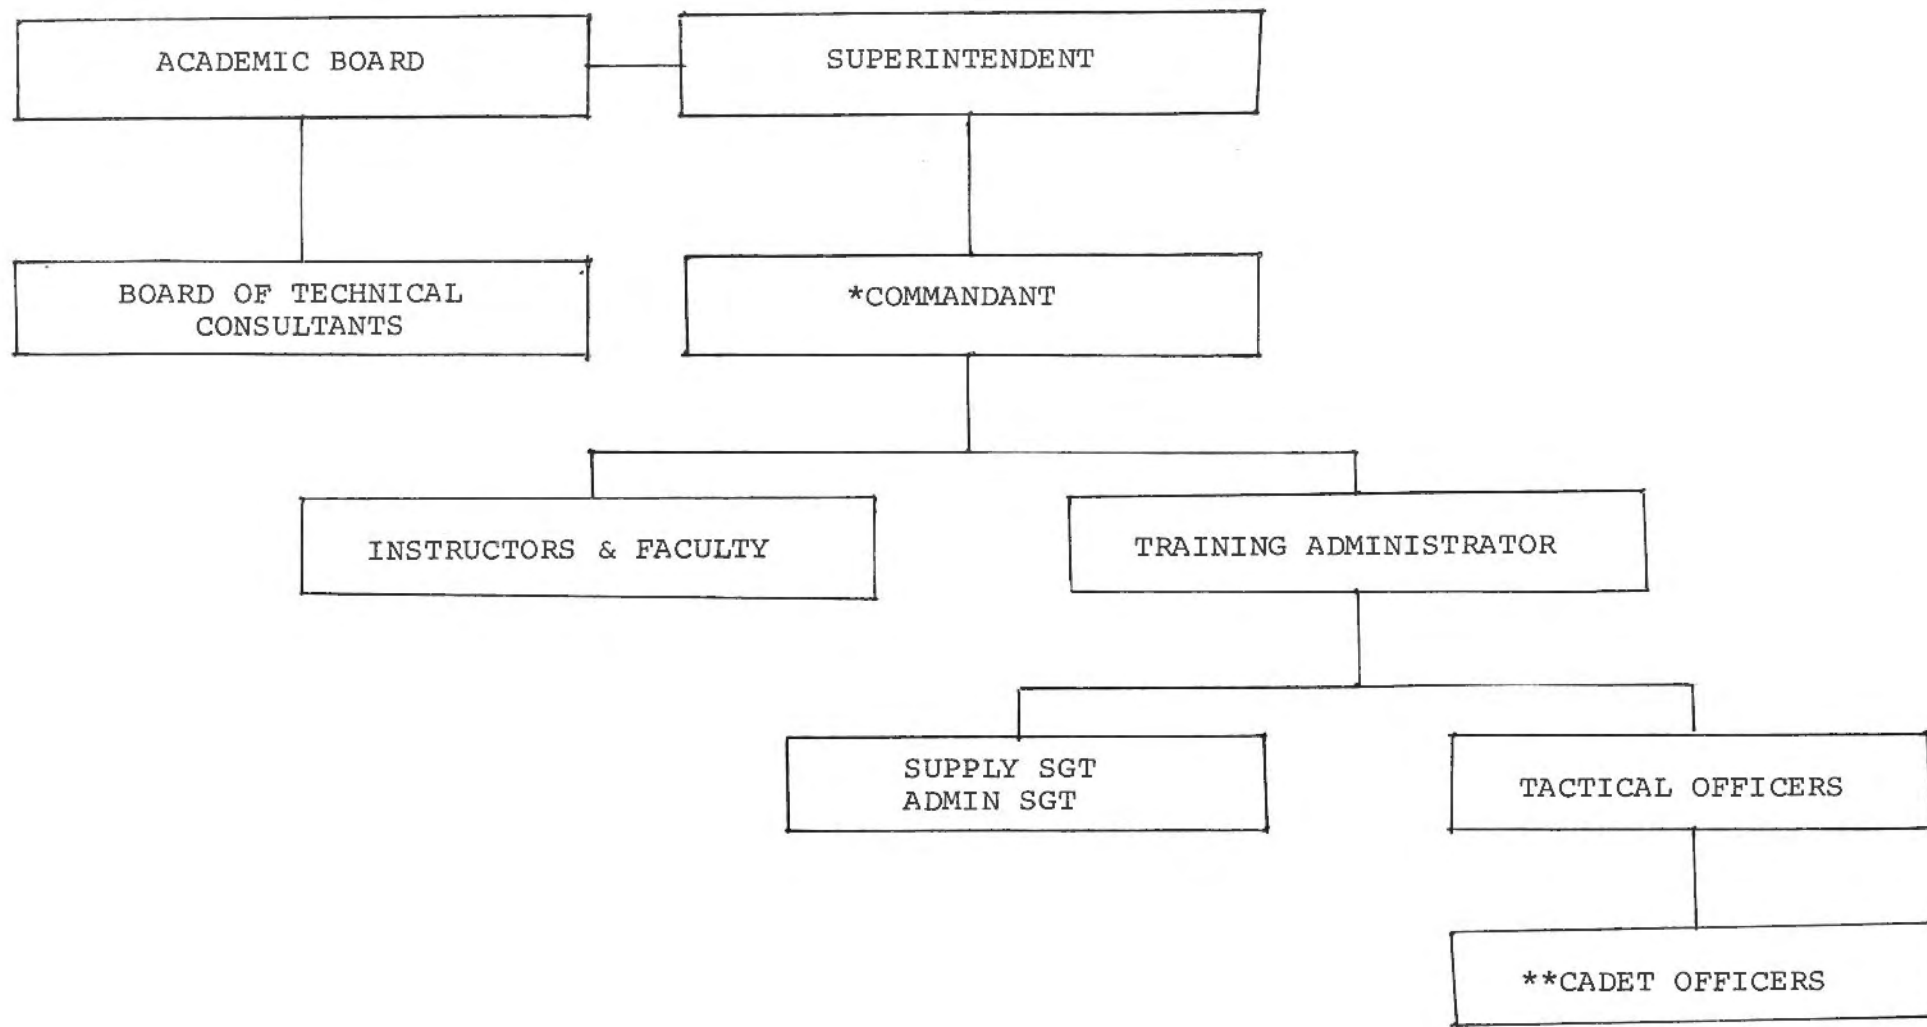 ACADEMIC BOARD
SUPERINTENDENT
BOARD OF TECHNICAL
CONSULTANTS
*COMMANDANT
INSTRUCTORS & FACULTY
TRAINING ADMINISTRATOR
SUPPLY SGT
ADMIN SGT
TACTICAL OFFICERS
**CADET OFFICERS